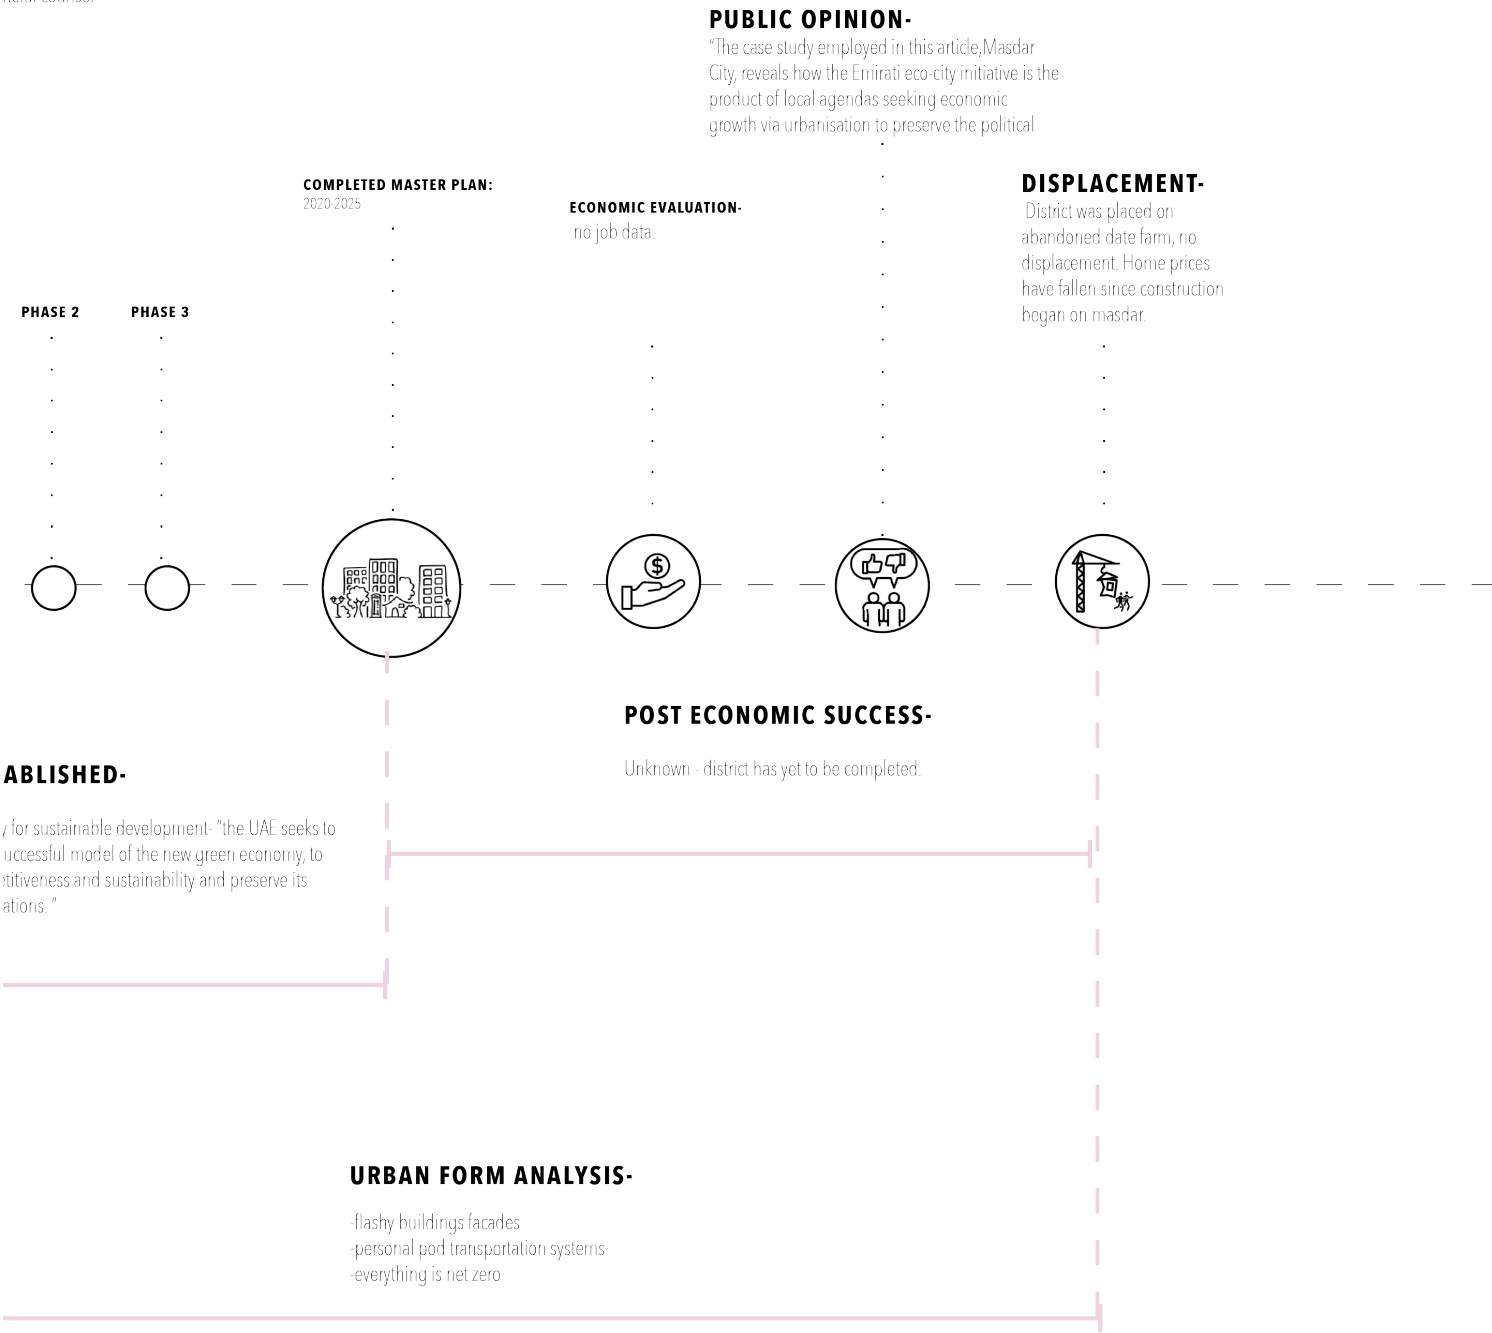 PUBLIC OPINION-
“The case study employed in this article,Masdar
City, reveals how the Emirati eco-city initiative is the
product of local agendas seeking economic
growth via urbanisation to preserve the political
COMPLETED MASTER PLAN:
2020-2025
ECONOMIC EVALUATION-
no job data.
DISPLACEMENT-
District was placed on
abandoned date farm, no
displacement. Home prices
have fallen since construction
began on masdar.
PHASE 2
PHASE 3
$
POST ECONOMIC SUCCESS-
Unknown - district has yet to be completed.
ABLISHED-
y for sustainable development- “the UAE seeks to
uccessful model of the new green economy, to
etitiveness and sustainability and preserve its
ations. ”
URBAN FORM ANALYSIS-
-flashy buildings facades
-personal pod transportation systems
-everything is net zero